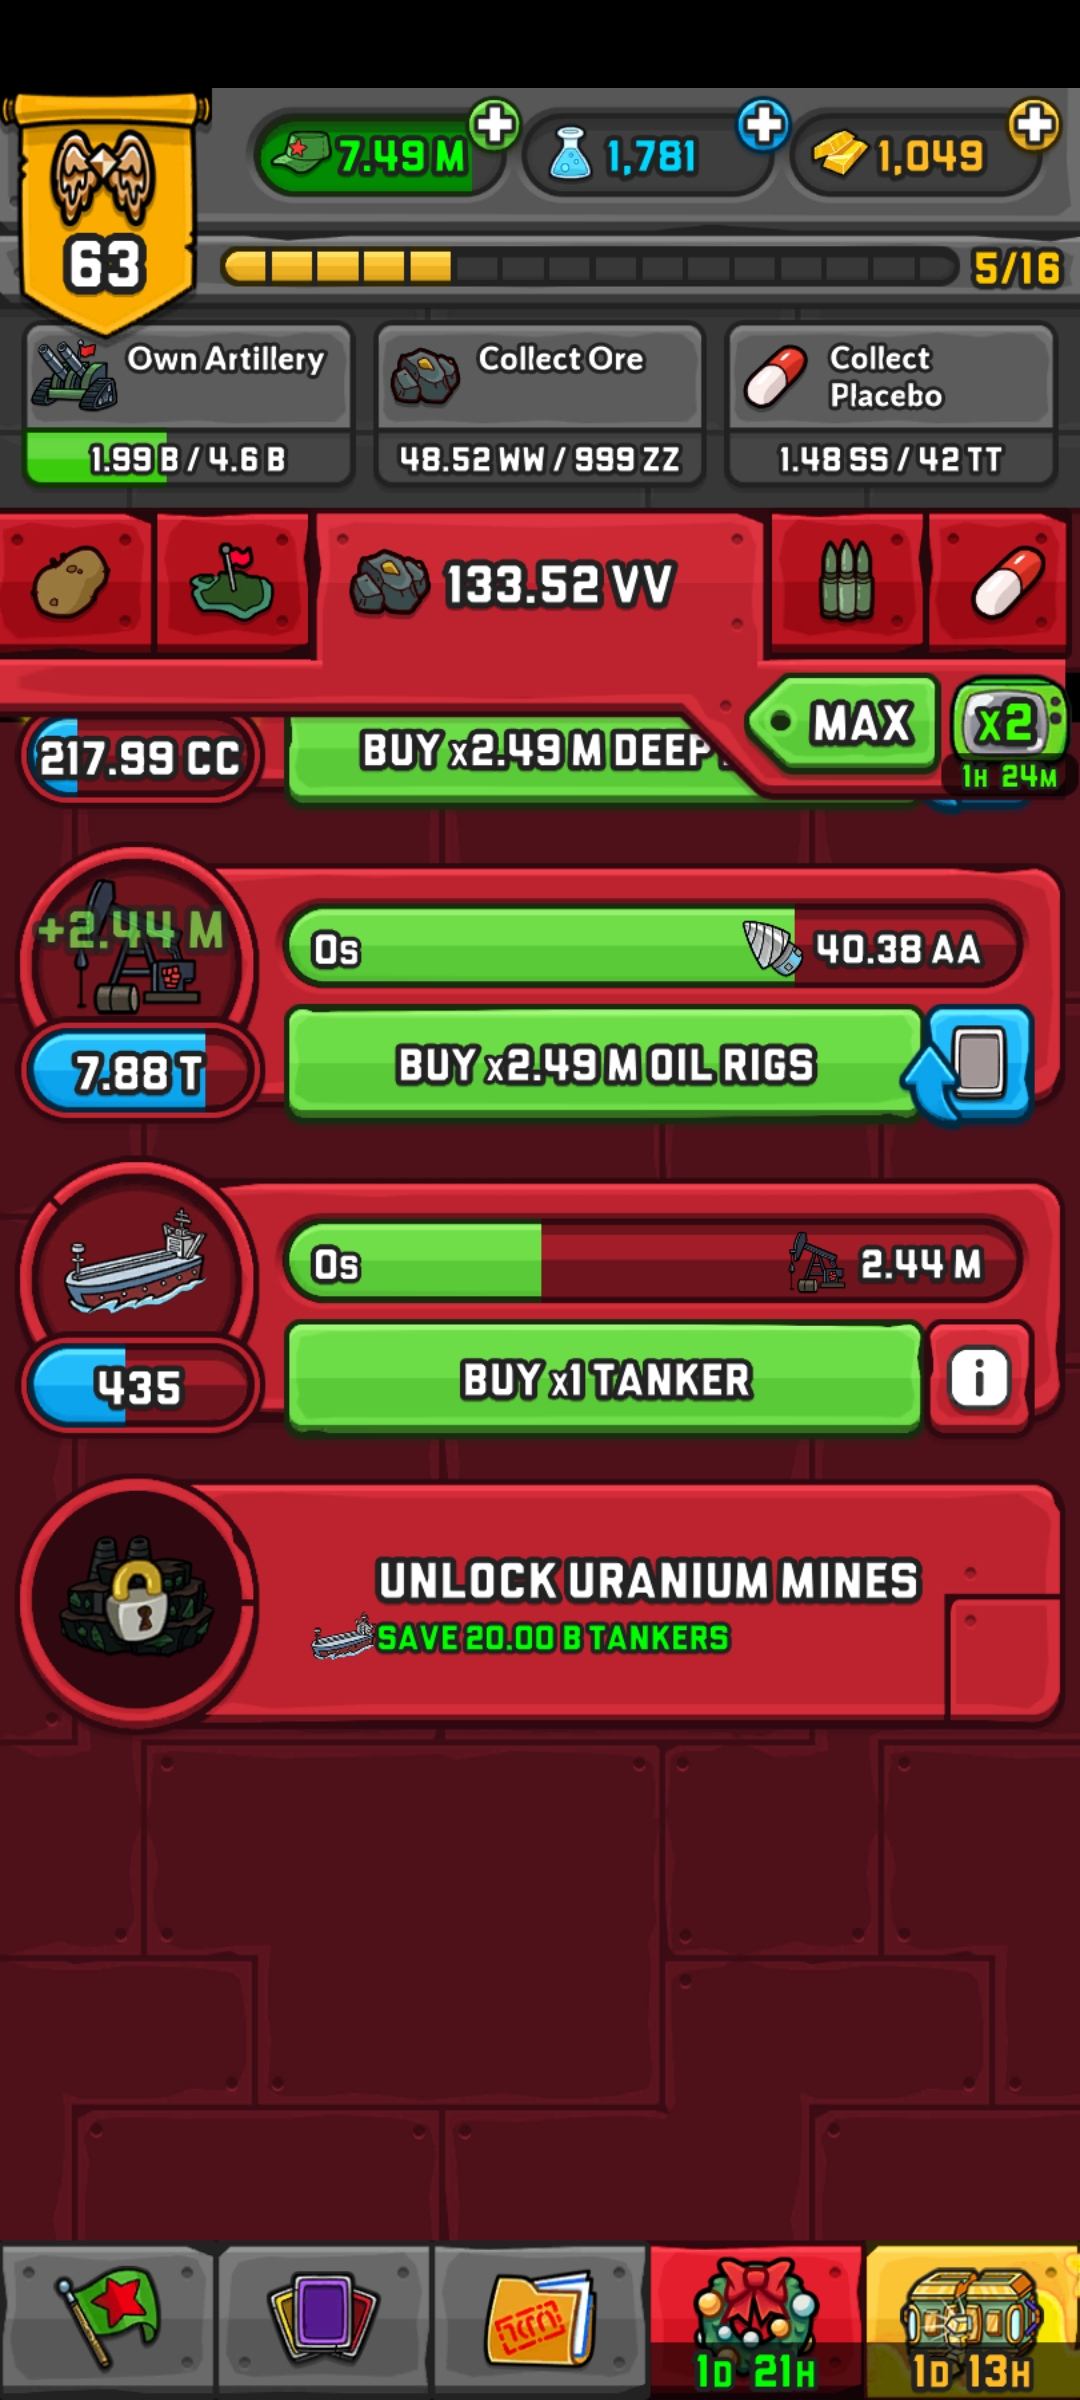 7.49 M
1,781
1,049
63
5/16
Own Artillery
1.99 B / 4.6 B
Collect Ore
48.52 WW / 999 ZZ
Collect
Placebo
1.48 SS / 42 TT
133.52 VV
MAX
x2
1H 24M
217.99 CC
BUY x2.49 M DEEP
+2.44 M
0s
40.38 AA
7.88 T
BUY x2.49 M OIL RIGS
0s
2.44 M
435
BUY x1 TANKER
i
UNLOCK URANIUM MINES
SAVE 20.00 B TANKERS
1D 21H
1D 13H